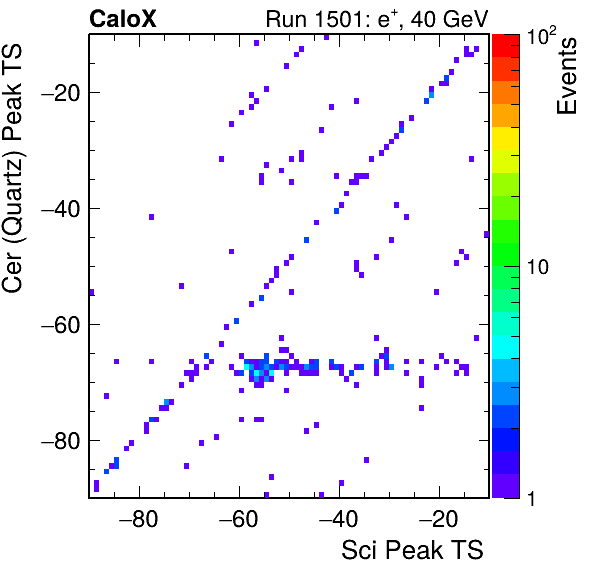 CaloX Run 1501: e⁺, 40 GeV
Cer (Quartz) Peak TS
−20
−40
−60
−80
−80 −60 −40 −20
Sci Peak TS
10²
10
1
Events